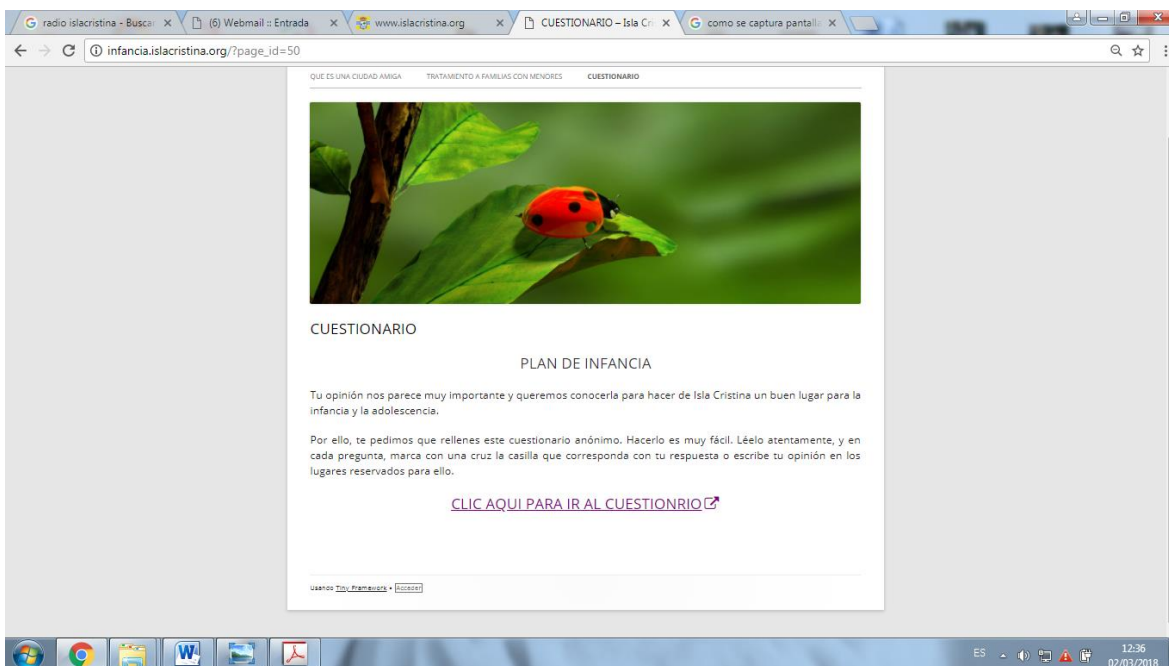 radio islacristina - Busca
(6) Webmail :: Entrada
www.islacristina.org
CUESTIONARIO – Isla Cri
como se captura pantall
infancia.islacristina.org/?page_id=50
QUE ES UNA CIUDAD AMIGA TRATAMIENTO A FAMILIAS CON MENORES CUESTIONARIO
CUESTIONARIO
PLAN DE INFANCIA
Tu opinión nos parece muy importante y queremos conocerla para hacer de Isla Cristina un buen lugar para la
infancia y la adolescencia.
Por ello, te pedimos que rellenes este cuestionario anónimo. Hacerlo es muy fácil. Léelo atentamente, y en
cada pregunta, marca con una cruz la casilla que corresponda con tu respuesta o escribe tu opinión en los
lugares reservados para ello.
CLIC AQUI PARA IR AL CUESTIONRIO
Usando Tiny Framework • Acceder
ES
12:36
02/03/2018